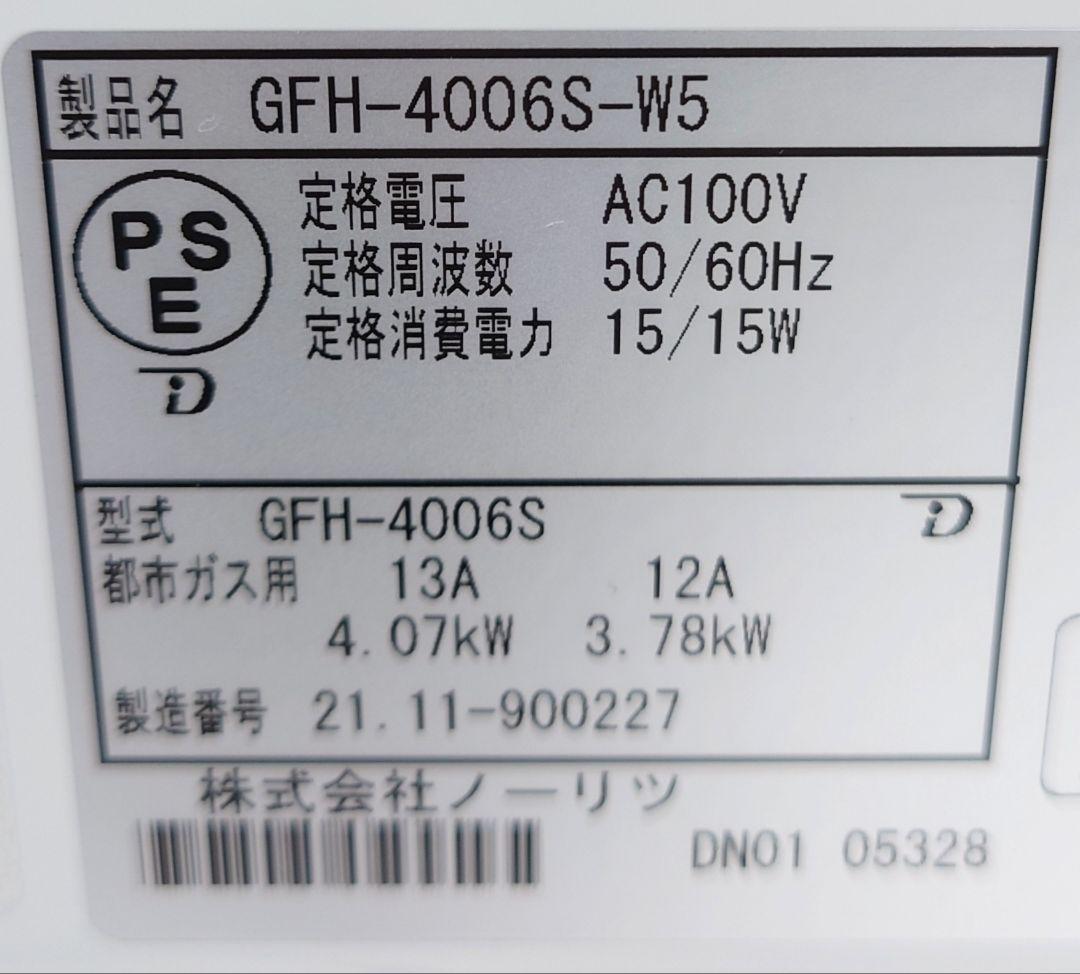 製品名 GFH-4006S-W5
PS
E
定格電圧 AC100V
定格周波数 50/60Hz
定格消費電力 15/15W
型式 GFH-4006S
都市ガス用 13A 12A
4.07kW 3.78kW
製造番号 21.11-900227
株式会社ノーリツ
DN01 05328